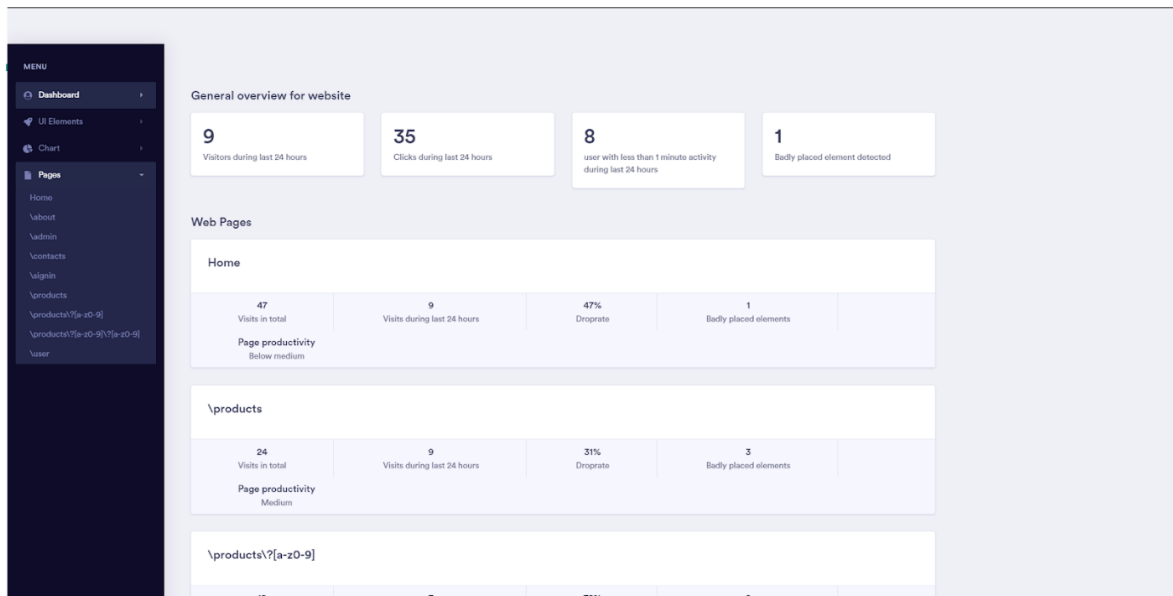 MENU
Dashboard
UI Elements
Chart
Pages
Home
\about
\admin
\contacts
\signin
\products
\products\?[a-z0-9]
\products\?[a-z0-9]\?[a-z0-9]
\user
General overview for website
9
Visitors during last 24 hours
35
Clicks during last 24 hours
8
user with less than 1 minute activity
during last 24 hours
1
Badly placed element detected
Web Pages
Home
47 9 47% 1
Visits in total Visits during last 24 hours Droprate Badly placed elements
Page productivity
Below medium
\products
24 9 31% 3
Visits in total Visits during last 24 hours Droprate Badly placed elements
Page productivity
Medium
\products\?[a-z0-9]